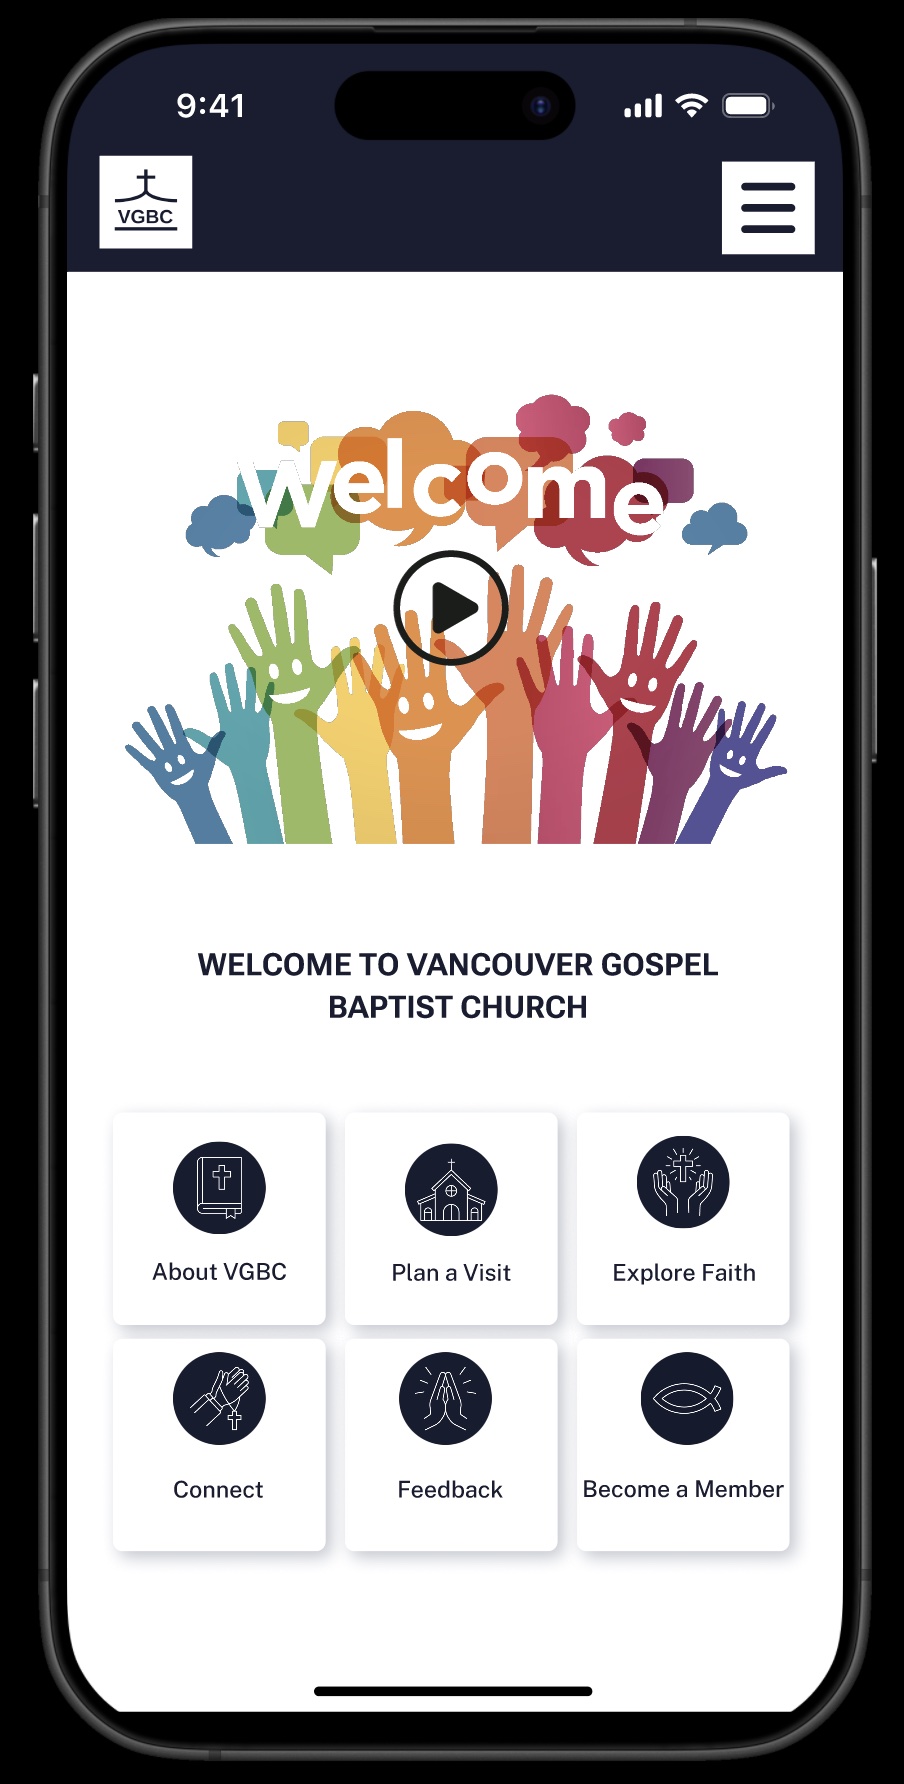 9:41
VGBC
welcome
WELCOME TO VANCOUVER GOSPEL
BAPTIST CHURCH
About VGBC
Plan a Visit
Explore Faith
Connect
Feedback
Become a Member